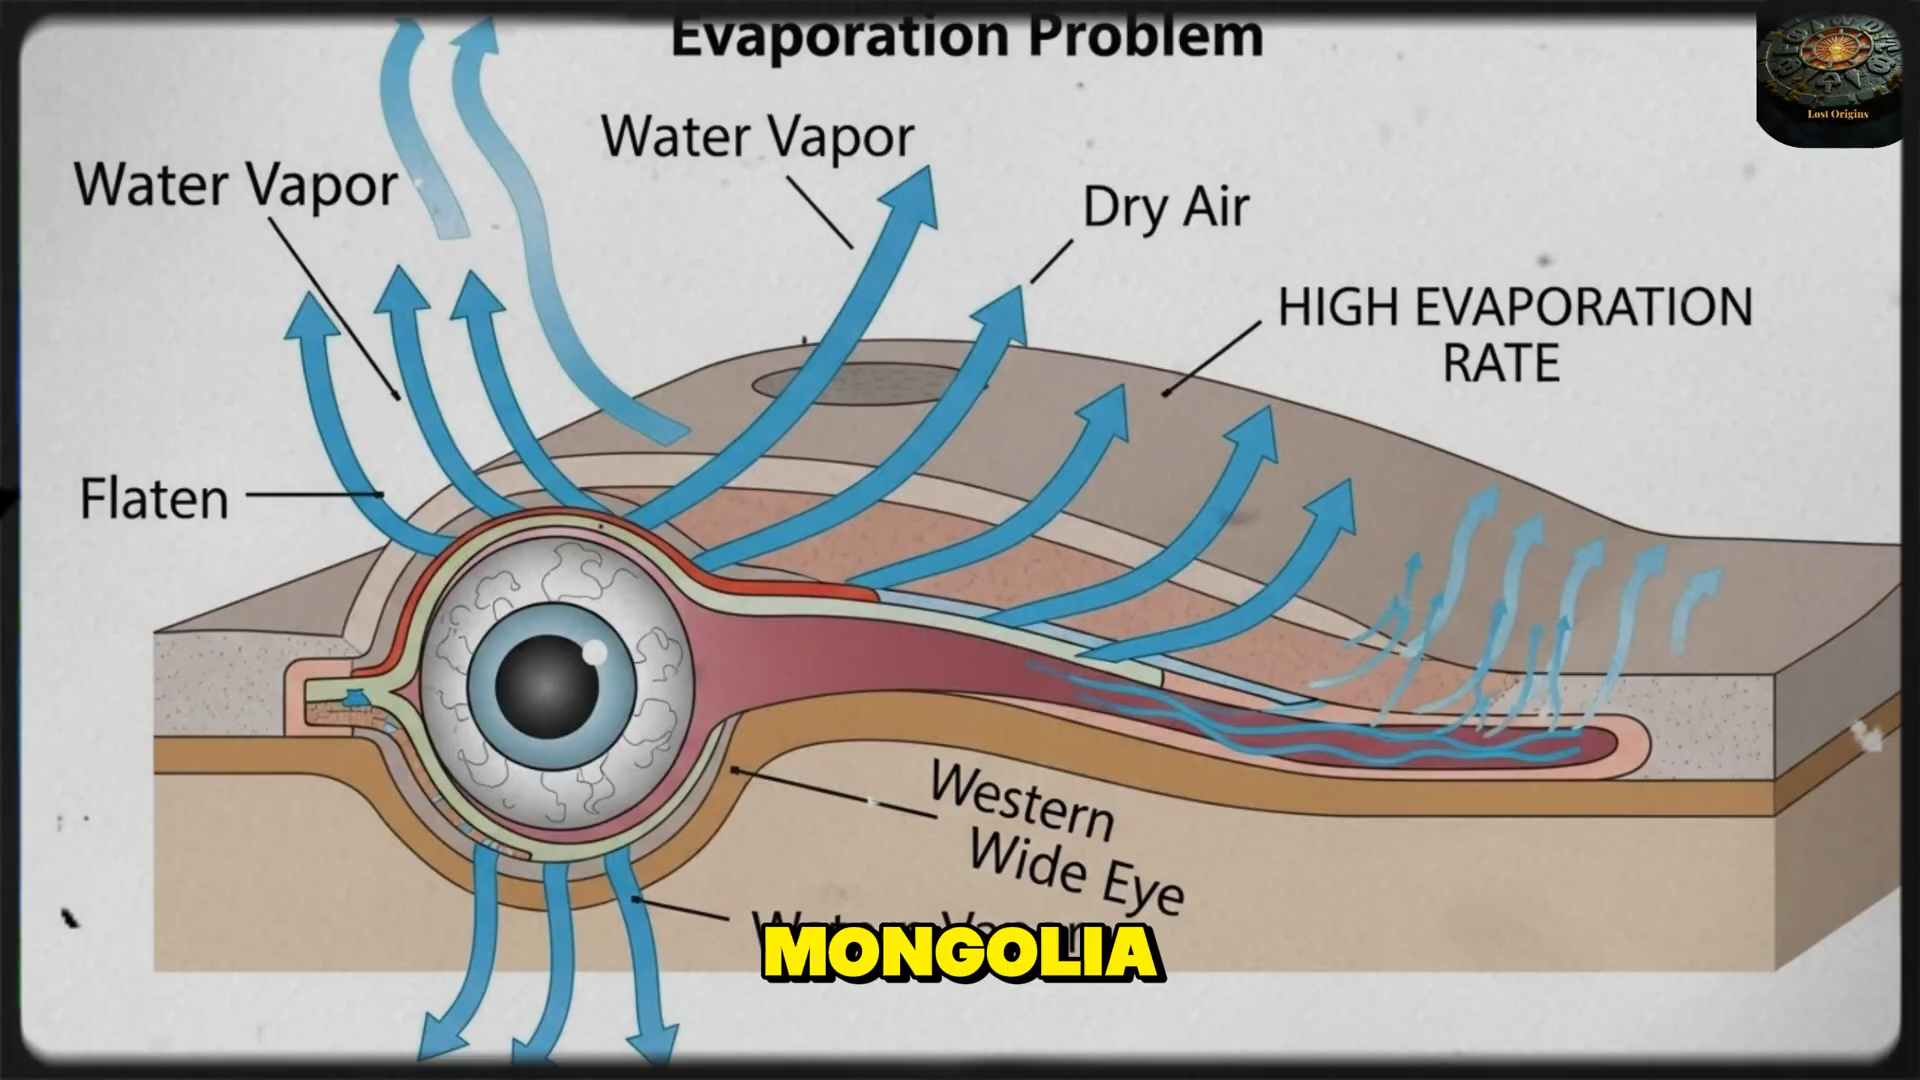 Evaporation Problem
Lost Origins
Water Vapor
Water Vapor
Dry Air
HIGH EVAPORATION
RATE
Flaten
Western
Wide Eye
MONGOLIA